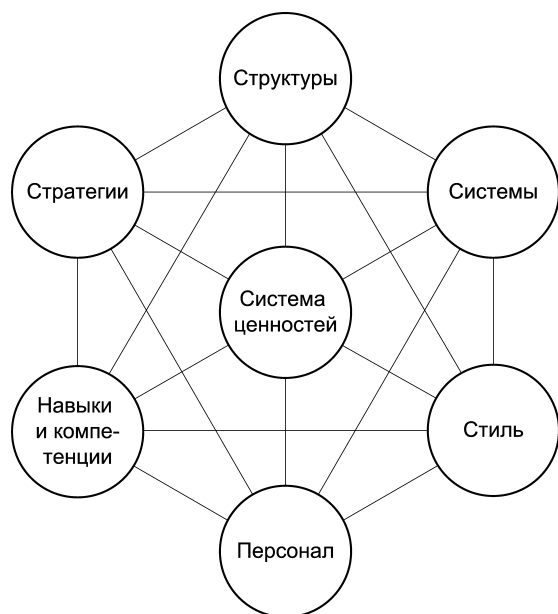 Структуры
Стратегии
Системы
Система
ценностей
Навыки
и компе-
тенции
Стиль
Персонал